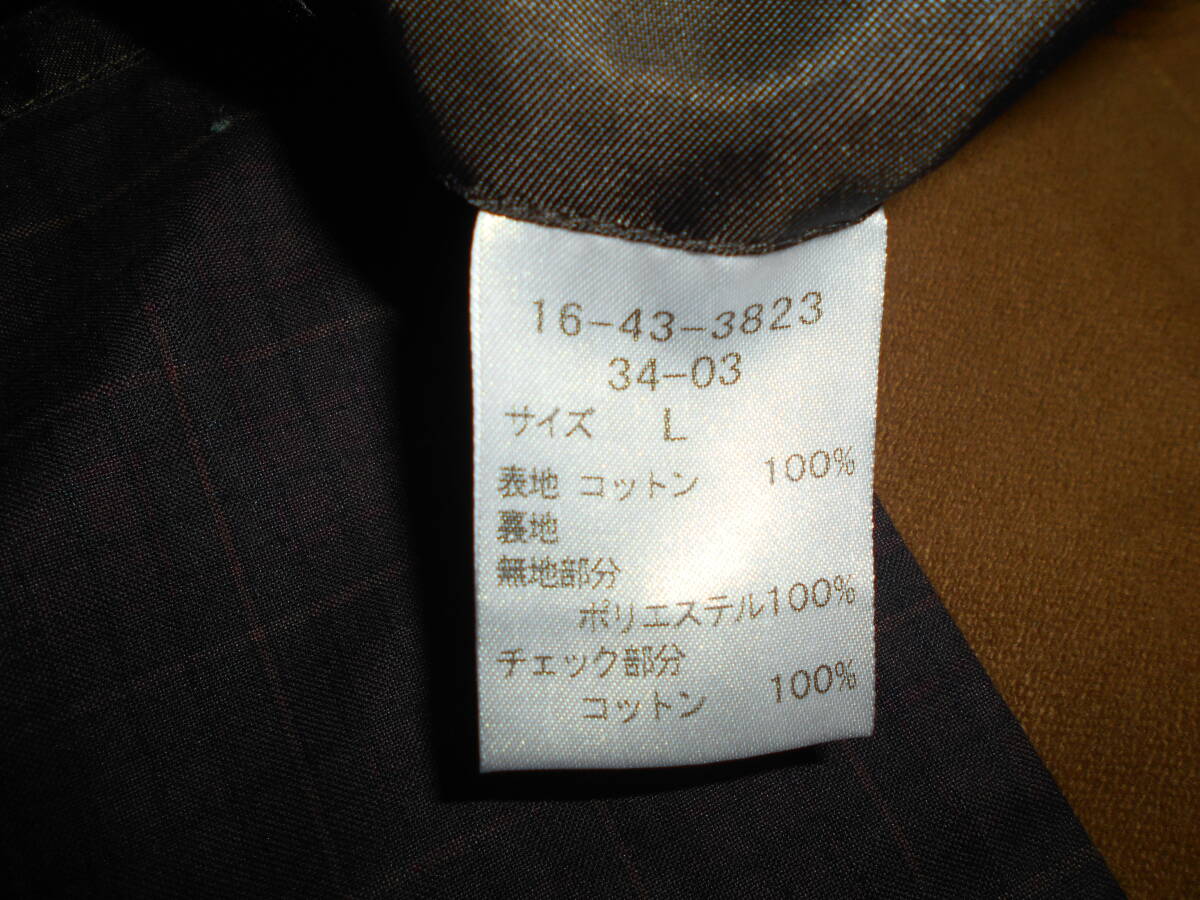 16-43-3823
34-03
サイズ L
表地 コットン 100%
裏地
無地部分
ポリエステル100%
チェック部分
コットン 100%